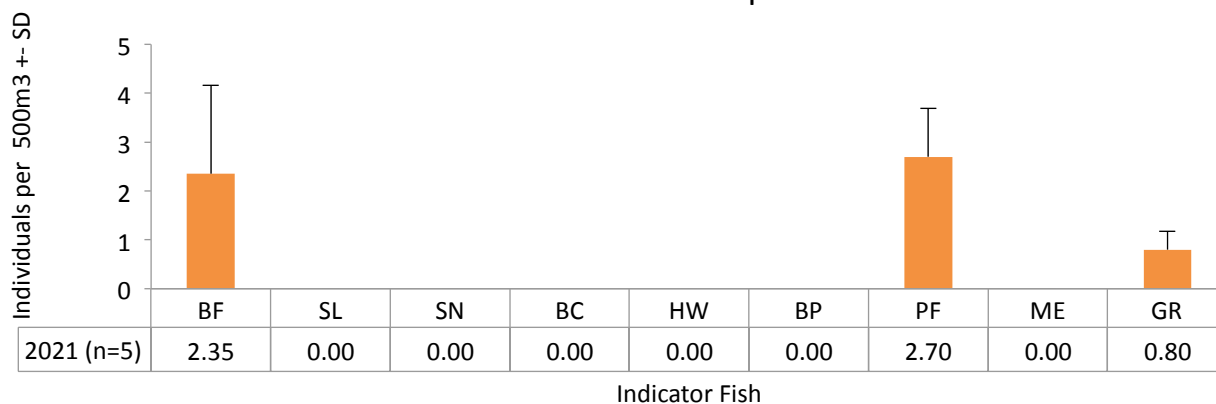 Individuals per 500m3 +- SD
5
4
3
2
1
0
BF SL SN BC HW BP PF ME GR
2021 (n=5) 2.35 0.00 0.00 0.00 0.00 0.00 2.70 0.00 0.80
Indicator Fish